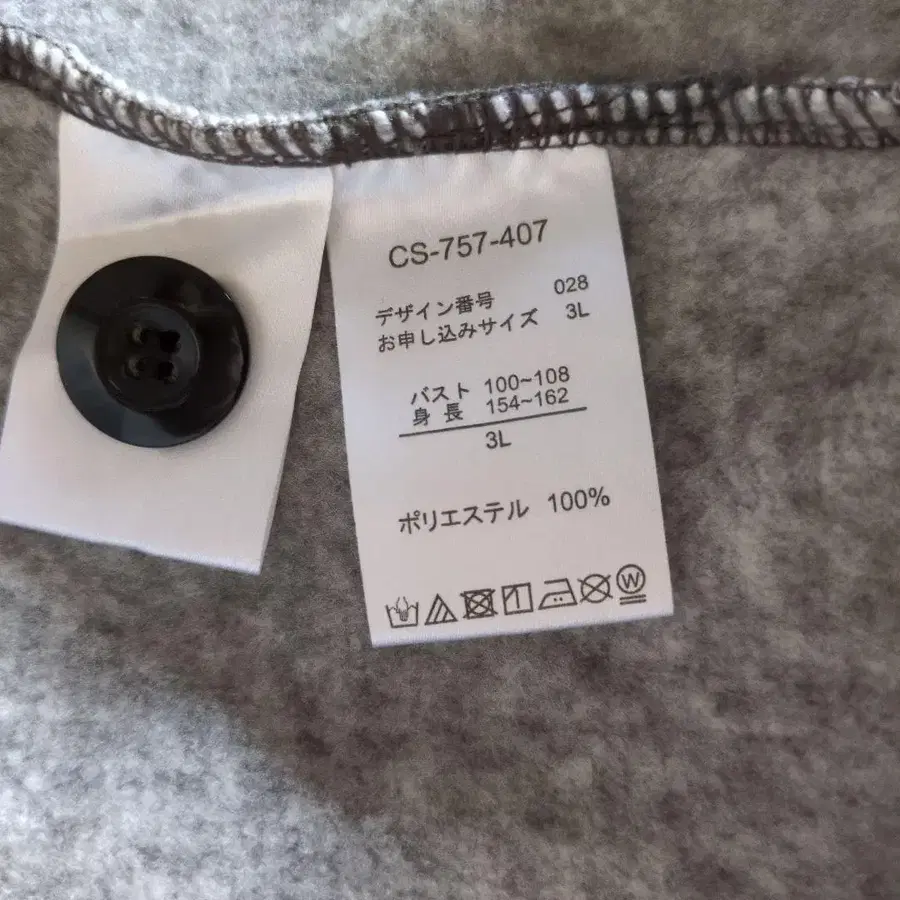 CS-757-407
デザイン番号 028
お申し込みサイズ 3L
バスト 100~108
身長 154~162
3L
ポリエステル 100%
W